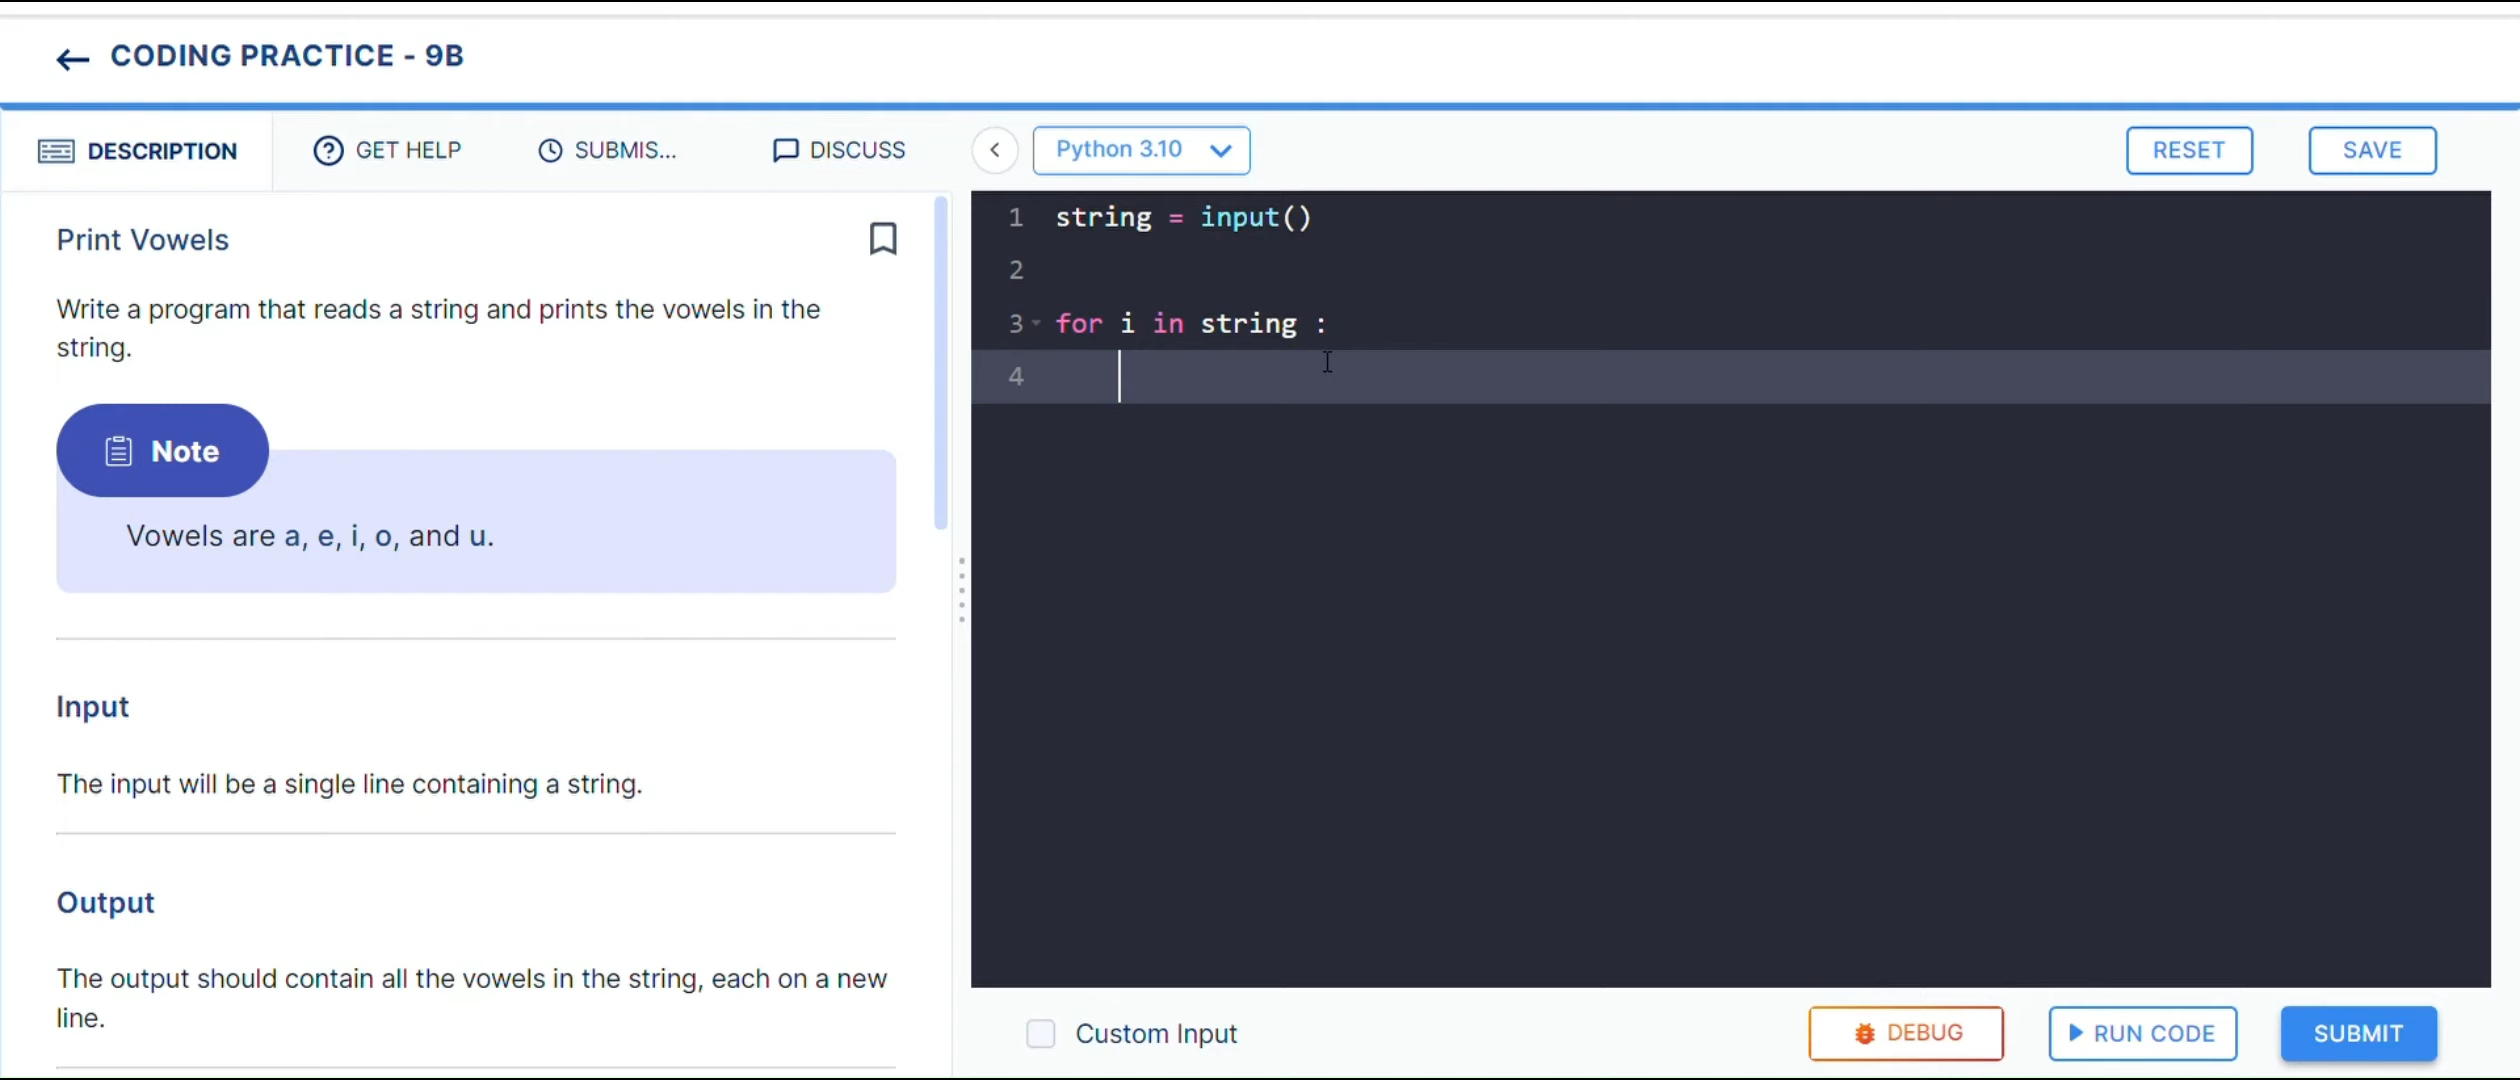 CODING PRACTICE - 9B
DESCRIPTION
GET HELP
SUBMIS...
DISCUSS
Python 3.10
RESET
SAVE
Print Vowels
Write a program that reads a string and prints the vowels in the
string.
Note
Vowels are a, e, i, o, and u.
Input
The input will be a single line containing a string.
Output
The output should contain all the vowels in the string, each on a new
line.
1 string = input()
2
3 for i in string :
4
Custom Input
DEBUG
RUN CODE
SUBMIT